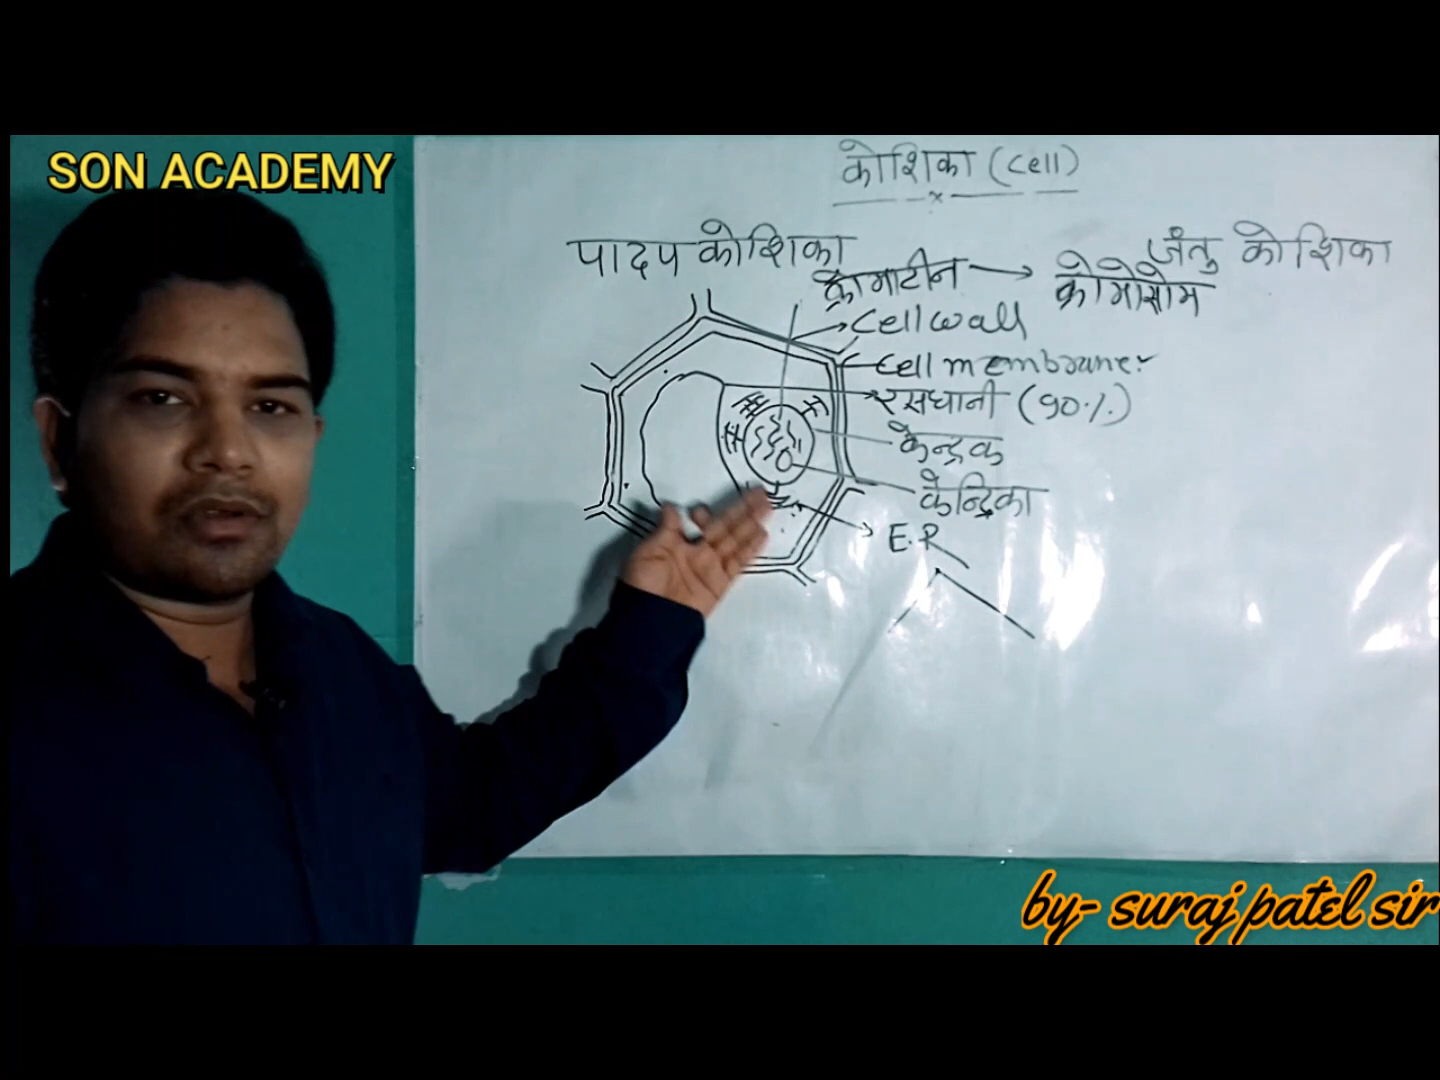 SON ACADEMY
कोशिका (cell)
पादप कोशिका
जंतु कोशिका
क्रोमाटीन → क्रोमोसोम
cell wall
cell membrane
रसधानी (90%)
केन्द्रक
केन्द्रिका
E.R
by- suraj patel sir